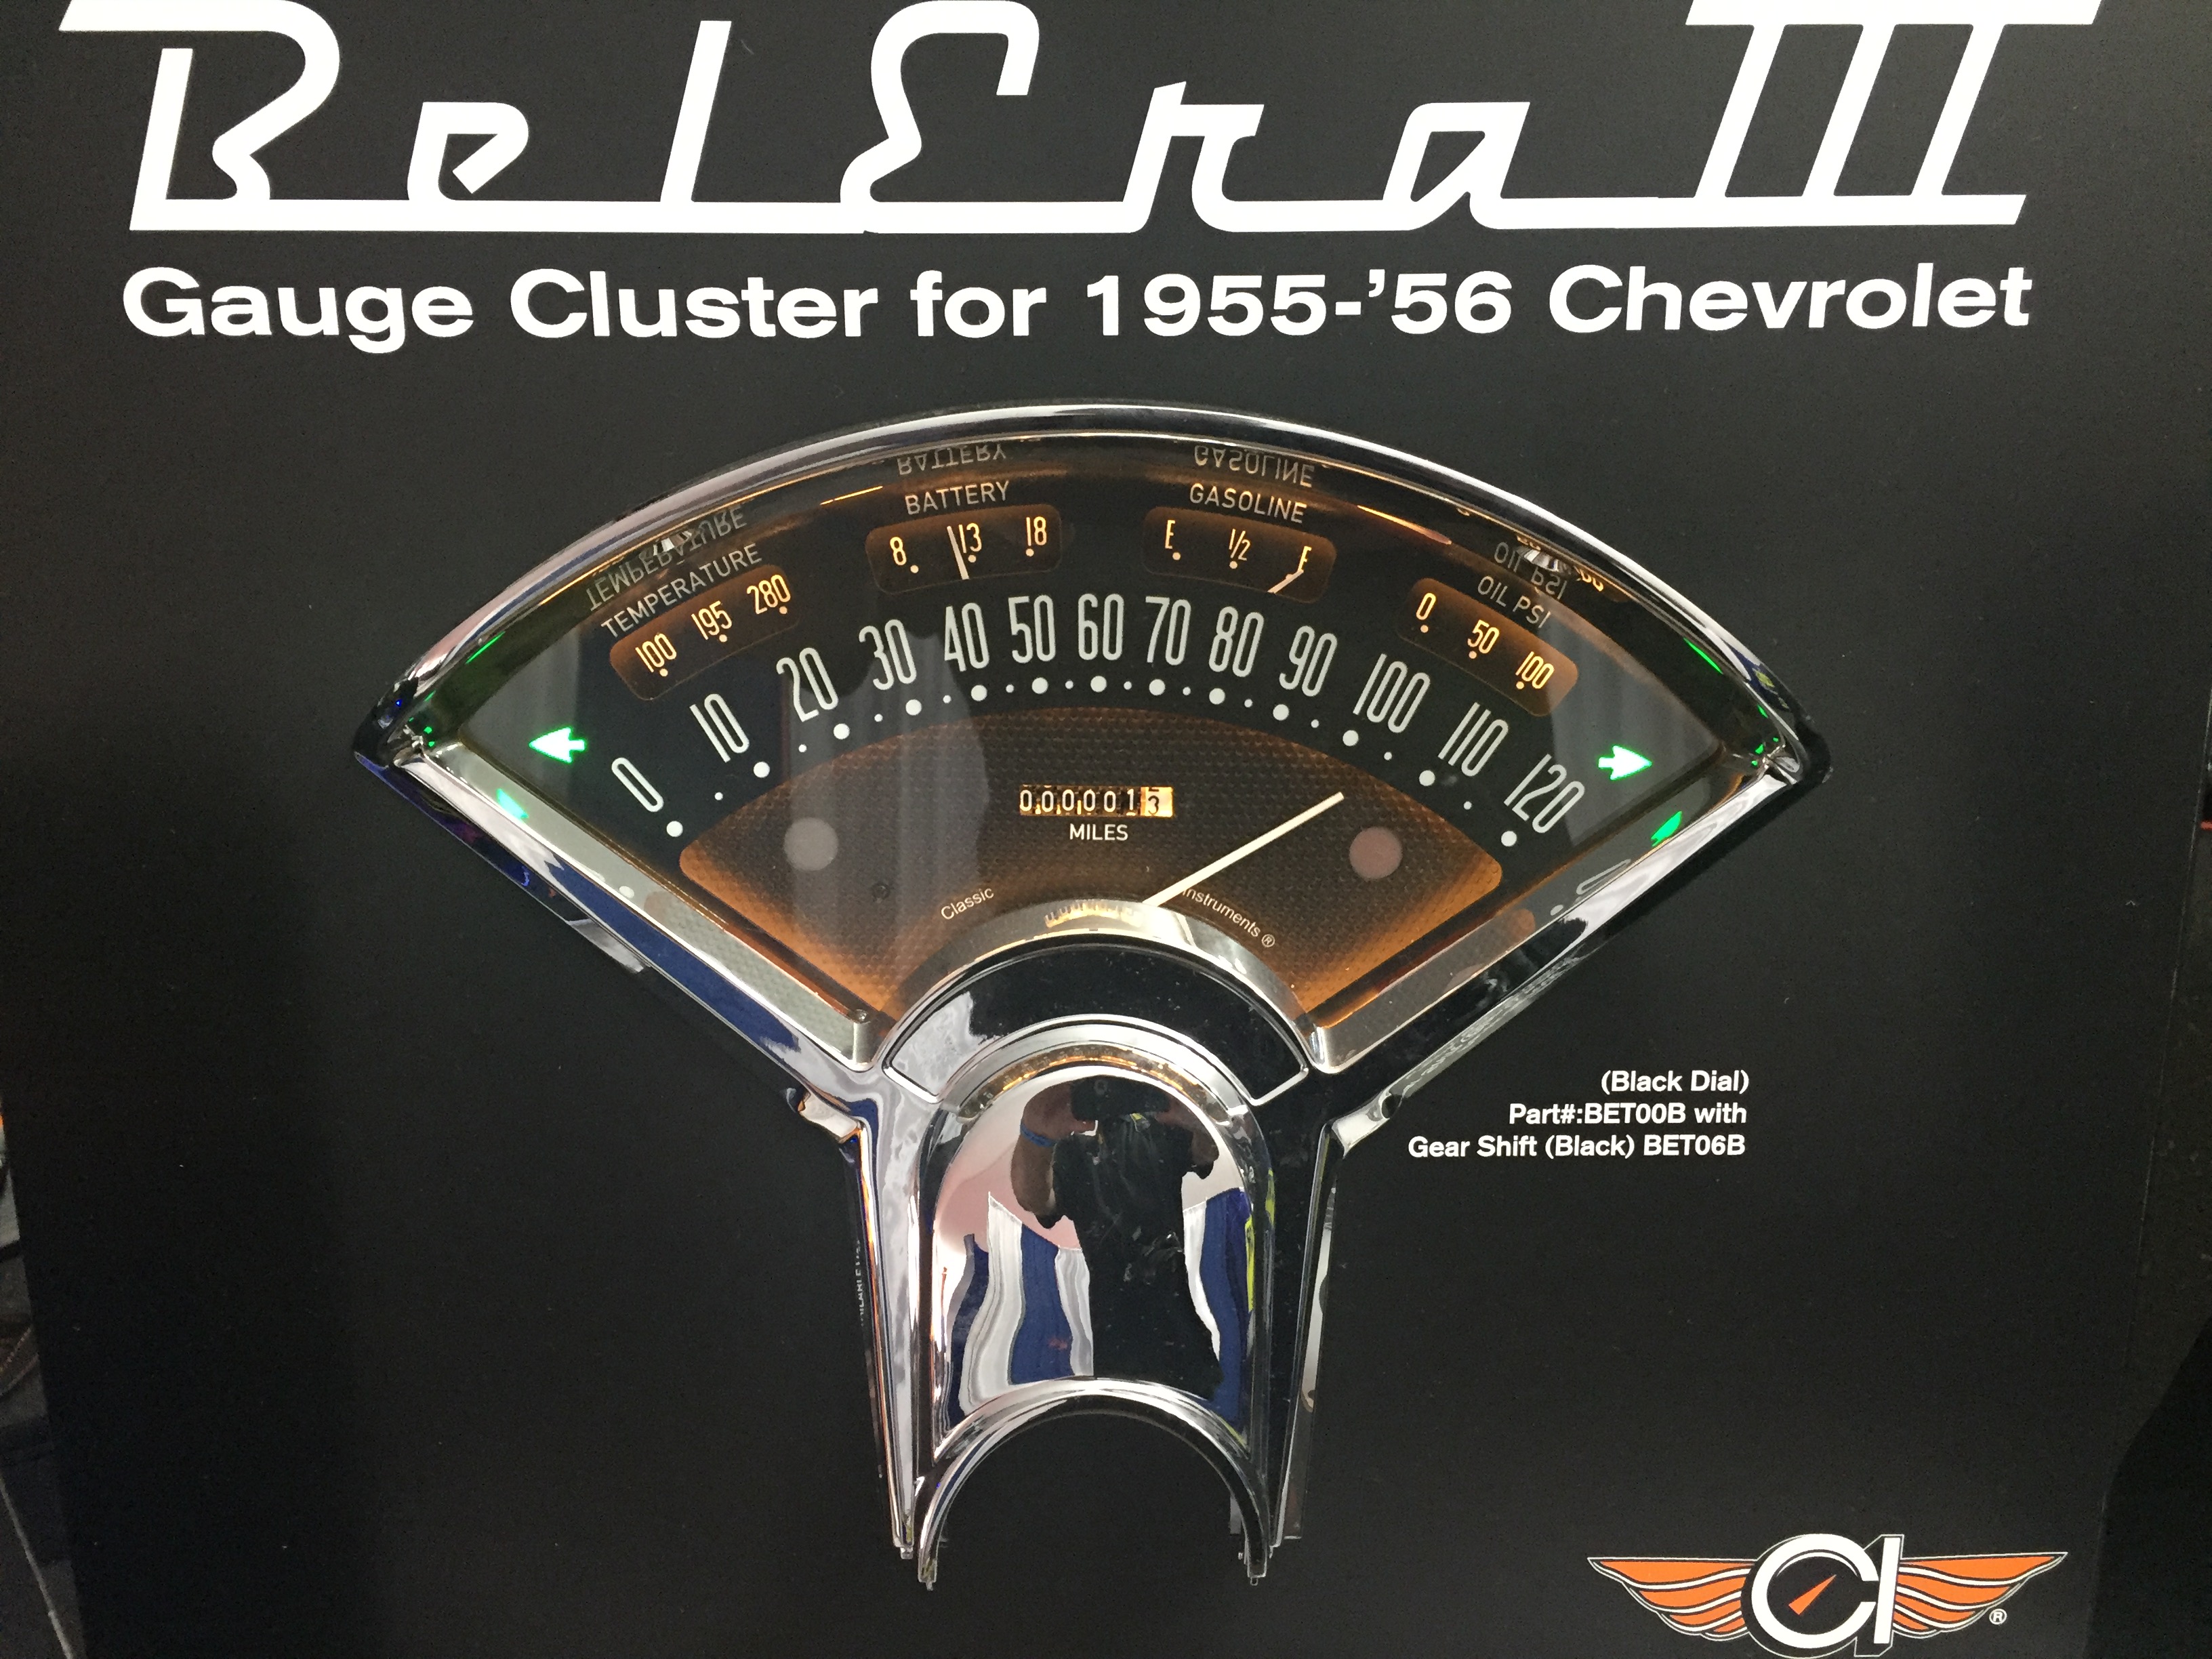 Bel Era III
Gauge Cluster for 1955-'56 Chevrolet
BATTERY GASOLINE
8 13 18 E 1/2 F
TEMPERATURE OIL PSI
100 195 280 0 50 100
0 10 20 30 40 50 60 70 80 90 100 110 120
0000013
MILES
Classic Instruments®
(Black Dial)
Part#:BET00B with
Gear Shift (Black) BET06B
CI®